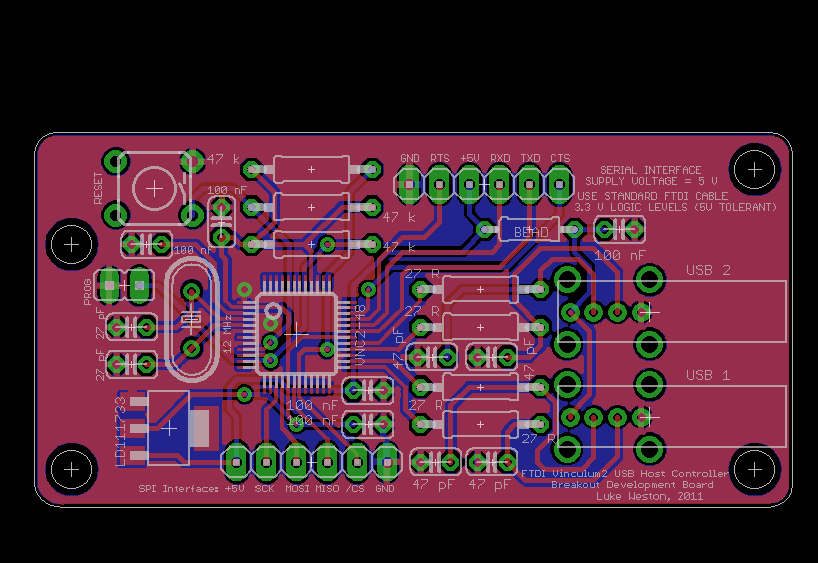 GND RTS +5V RXD TXD CTS
SERIAL INTERFACE
SUPPLY VOLTAGE = 5 V
USE STANDARD FTDI CABLE
3.3 V LOGIC LEVELS (5V TOLERANT)
RESET
47 k
100 nF
47 k
47 k
100 nF
BEAD
100 nF
PROG
27 pF
27 pF
12 MHz
VNC2-48
27 R
27 R
47 pF
47 pF
USB 2
USB 1
27 R
27 R
100 nF
100 nF
LD111733
47 pF
47 pF
SPI Interface: +5V SCK MOSI MISO /CS GND
FTDI Vinculum2 USB Host Controller
Breakout Development Board
Luke Weston, 2011